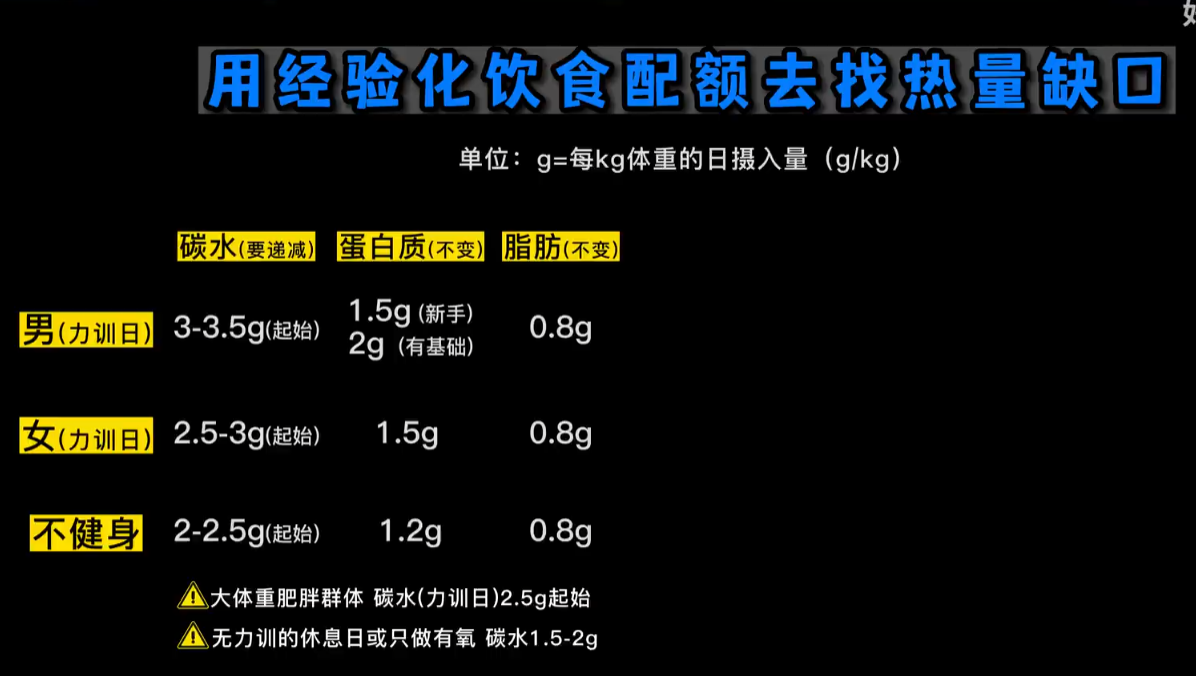 用经验化饮食配额去找热量缺口
单位：g=每kg体重的日摄入量（g/kg）
碳水(要递减) 蛋白质(不变) 脂肪(不变)
男(力训日) 3-3.5g(起始) 1.5g(新手) 2g（有基础） 0.8g
女(力训日) 2.5-3g(起始) 1.5g 0.8g
不健身 2-2.5g(起始) 1.2g 0.8g
大体重肥胖群体 碳水(力训日)2.5g起始
无力训的休息日或只做有氧 碳水1.5-2g